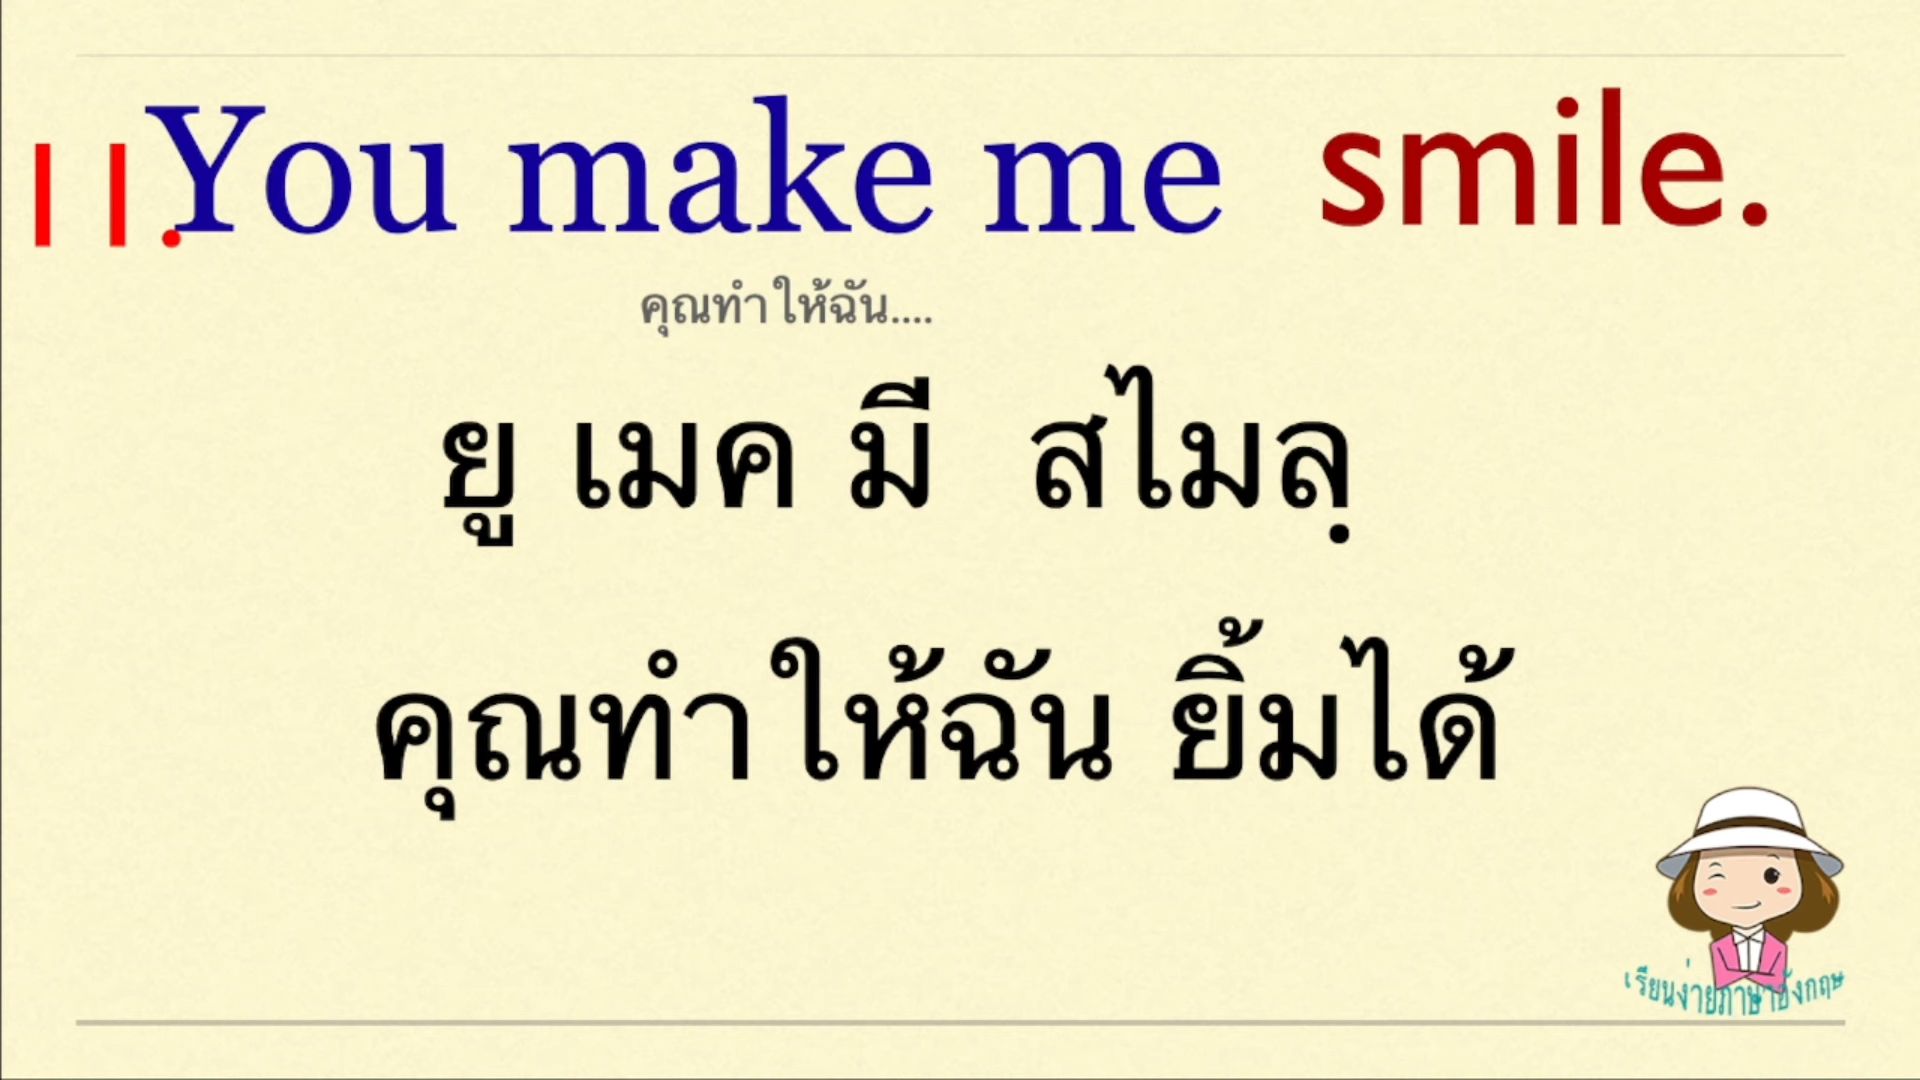 11. You make me smile.
คุณทำให้ฉัน....
ยู เมค มี สไมลฺ
คุณทำให้ฉัน ยิ้มได้
เรียนง่ายภาษาอังกฤษ